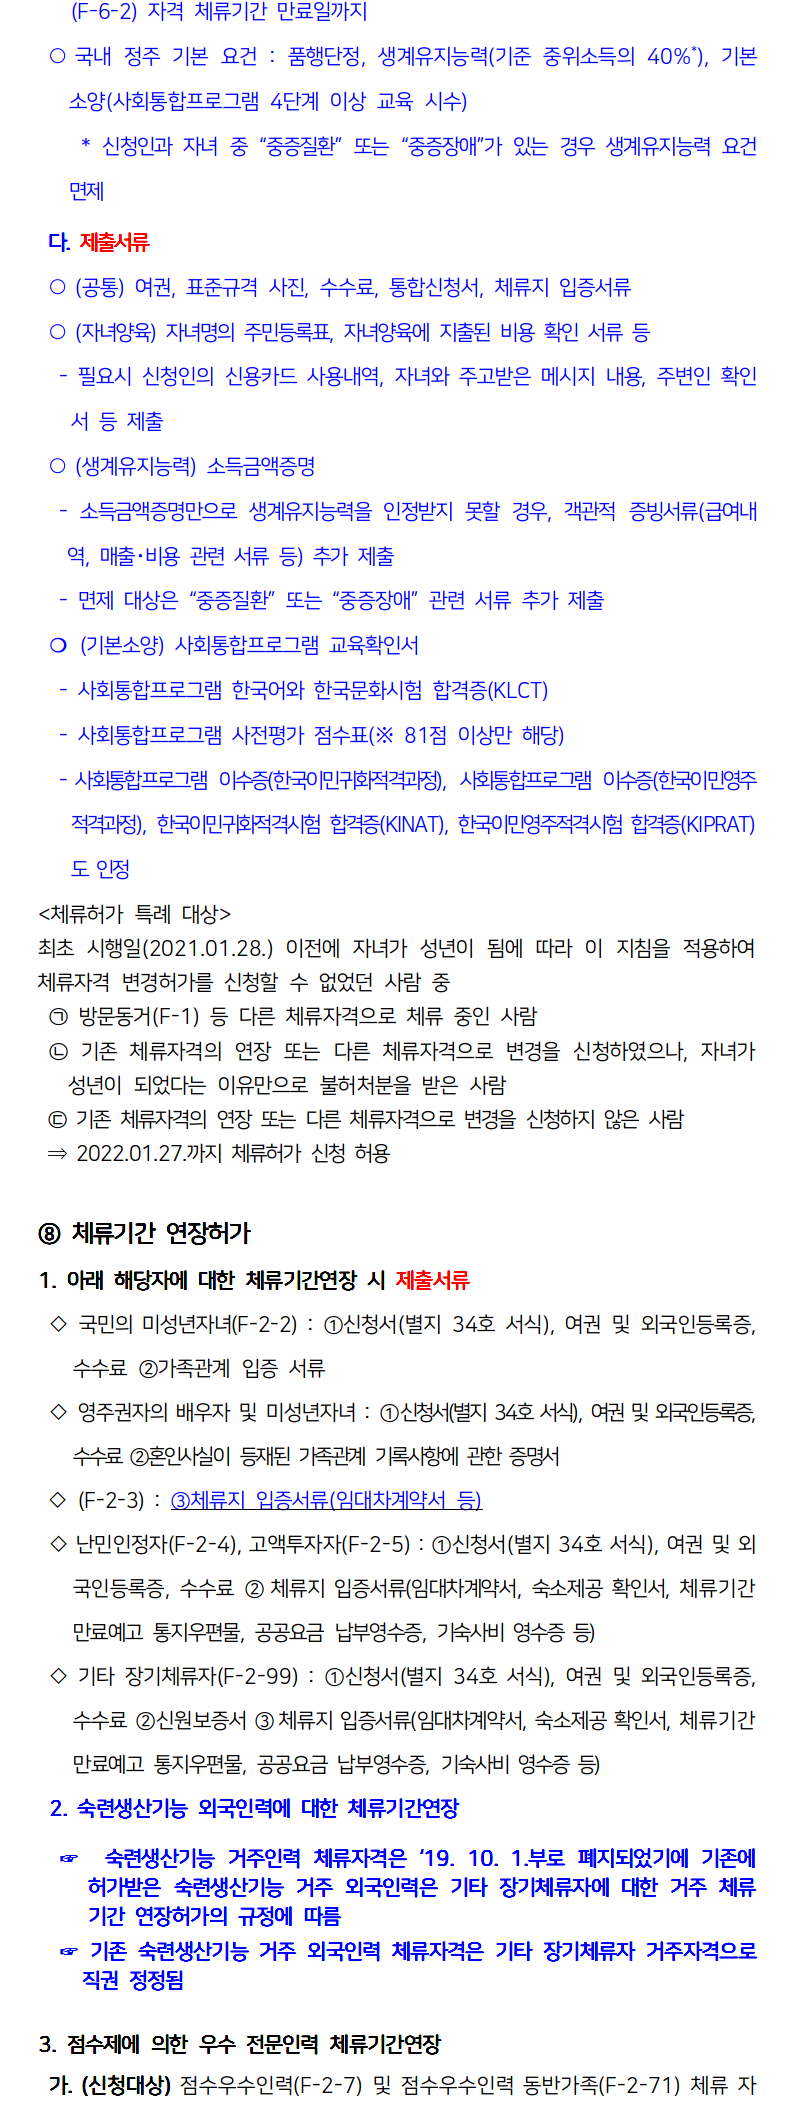 (F-6-2) 자격 체류기간 만료일까지
○ 국내 정주 기본 요건 : 품행단정, 생계유지능력(기준 중위소득의 40%*), 기본
소양(사회통합프로그램 4단계 이상 교육 시수)
* 신청인과 자녀 중 “중증질환” 또는 “중증장애”가 있는 경우 생계유지능력 요건
면제
다. 제출서류
○ (공통) 여권, 표준규격 사진, 수수료, 통합신청서, 체류지 입증서류
○ (자녀양육) 자녀명의 주민등록표, 자녀양육에 지출된 비용 확인 서류 등
- 필요시 신청인의 신용카드 사용내역, 자녀와 주고받은 메시지 내용, 주변인 확인
서 등 제출
○ (생계유지능력) 소득금액증명
- 소득금액증명만으로 생계유지능력을 인정받지 못할 경우, 객관적 증빙서류(급여내
역, 매출·비용 관련 서류 등) 추가 제출
- 면제 대상은 “중증질환” 또는 “중증장애” 관련 서류 추가 제출
❍ (기본소양) 사회통합프로그램 교육확인서
- 사회통합프로그램 한국어와 한국문화시험 합격증(KLCT)
- 사회통합프로그램 사전평가 점수표(※ 81점 이상만 해당)
- 사회통합프로그램 이수증(한국이민귀화적격과정), 사회통합프로그램 이수증(한국이민영주
적격과정), 한국이민귀화적격시험 합격증(KINAT), 한국이민영주적격시험 합격증(KIPRAT)
도 인정
<체류허가 특례 대상>
최초 시행일(2021.01.28.) 이전에 자녀가 성년이 됨에 따라 이 지침을 적용하여
체류자격 변경허가를 신청할 수 없었던 사람 중
㉠ 방문동거(F-1) 등 다른 체류자격으로 체류 중인 사람
㉡ 기존 체류자격의 연장 또는 다른 체류자격으로 변경을 신청하였으나, 자녀가
성년이 되었다는 이유만으로 불허처분을 받은 사람
㉢ 기존 체류자격의 연장 또는 다른 체류자격으로 변경을 신청하지 않은 사람
⇒ 2022.01.27.까지 체류허가 신청 허용
⑧ 체류기간 연장허가
1. 아래 해당자에 대한 체류기간연장 시 제출서류
◇ 국민의 미성년자녀(F-2-2) : ①신청서(별지 34호 서식), 여권 및 외국인등록증,
수수료 ②가족관계 입증 서류
◇ 영주권자의 배우자 및 미성년자녀 : ①신청서(별지 34호 서식), 여권 및 외국인등록증,
수수료 ②혼인사실이 등재된 가족관계 기록사항에 관한 증명서
◇ (F-2-3) : ③체류지 입증서류(임대차계약서 등)
◇ 난민인정자(F-2-4), 고액투자자(F-2-5) : ①신청서(별지 34호 서식), 여권 및 외
국인등록증, 수수료 ② 체류지 입증서류(임대차계약서, 숙소제공 확인서, 체류기간
만료예고 통지우편물, 공공요금 납부영수증, 기숙사비 영수증 등)
◇ 기타 장기체류자(F-2-99) : ①신청서(별지 34호 서식), 여권 및 외국인등록증,
수수료 ②신원보증서 ③ 체류지 입증서류(임대차계약서, 숙소제공 확인서, 체류기간
만료예고 통지우편물, 공공요금 납부영수증, 기숙사비 영수증 등)
2. 숙련생산기능 외국인력에 대한 체류기간연장
☞ 숙련생산기능 거주인력 체류자격은 ‘19. 10. 1.부로 폐지되었기에 기존에
허가받은 숙련생산기능 거주 외국인력은 기타 장기체류자에 대한 거주 체류
기간 연장허가의 규정에 따름
☞ 기존 숙련생산기능 거주 외국인력 체류자격은 기타 장기체류자 거주자격으로
직권 정정됨
3. 점수제에 의한 우수 전문인력 체류기간연장
가. (신청대상) 점수우수인력(F-2-7) 및 점수우수인력 동반가족(F-2-71) 체류 자